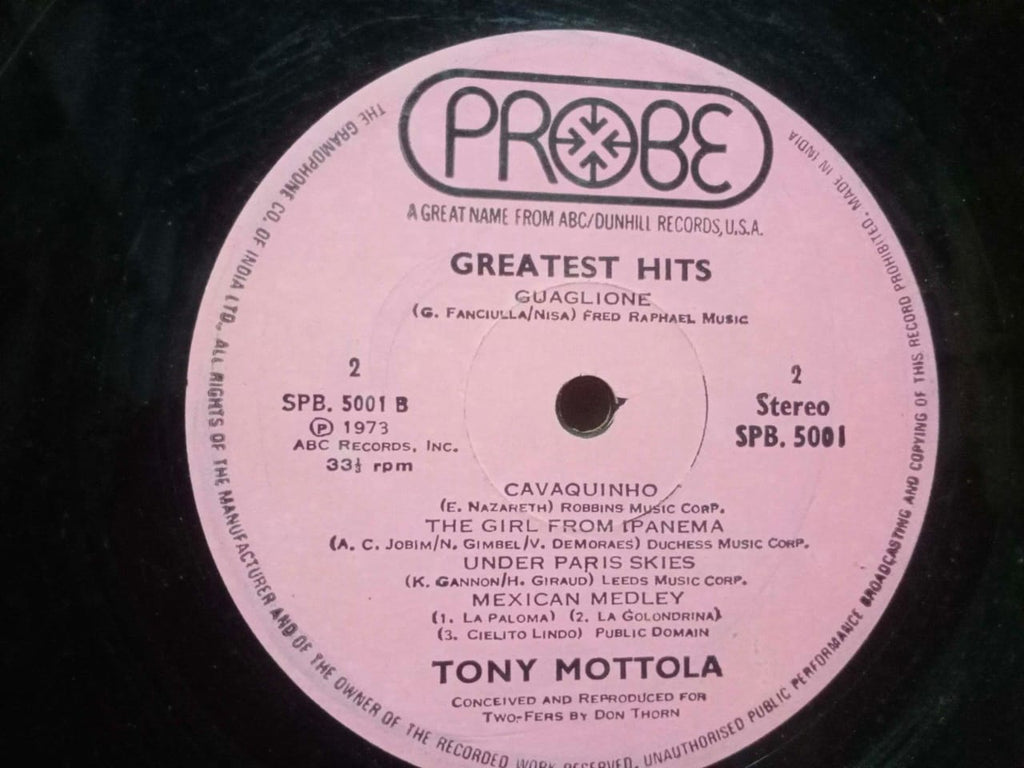 PROBE
A GREAT NAME FROM ABC/DUNHILL RECORDS, U.S.A.
GREATEST HITS
GUAGLIONE
(G. FANCIULLA/NISA) FRED RAPHAEL MUSIC
2
SPB. 5001 B
Ⓟ 1973
ABC RECORDS, INC.
33⅓ rpm
2
Stereo
SPB. 5001
CAVAQUINHO
(E. NAZARETH) ROBBINS MUSIC CORP.
THE GIRL FROM IPANEMA
(A. C. JOBIM/N. GIMBEL/V. DEMORAES) DUCHESS MUSIC CORP.
UNDER PARIS SKIES
(K. GANNON/H. GIRAUD) LEEDS MUSIC CORP.
MEXICAN MEDLEY
(1. LA PALOMA) (2. LA GOLONDRINA)
(3. CIELITO LINDO) PUBLIC DOMAIN
TONY MOTTOLA
CONCEIVED AND REPRODUCED FOR
TWO-FERS BY DON THORN
THE GRAMOPHONE CO. OF INDIA LTD. ALL RIGHTS OF THE MANUFACTURER AND OF THE OWNER OF THE RECORDED WORK RESERVED. UNAUTHORISED PUBLIC PERFORMANCE BROADCASTING AND COPYING OF THIS RECORD PROHIBITED. MADE IN INDIA